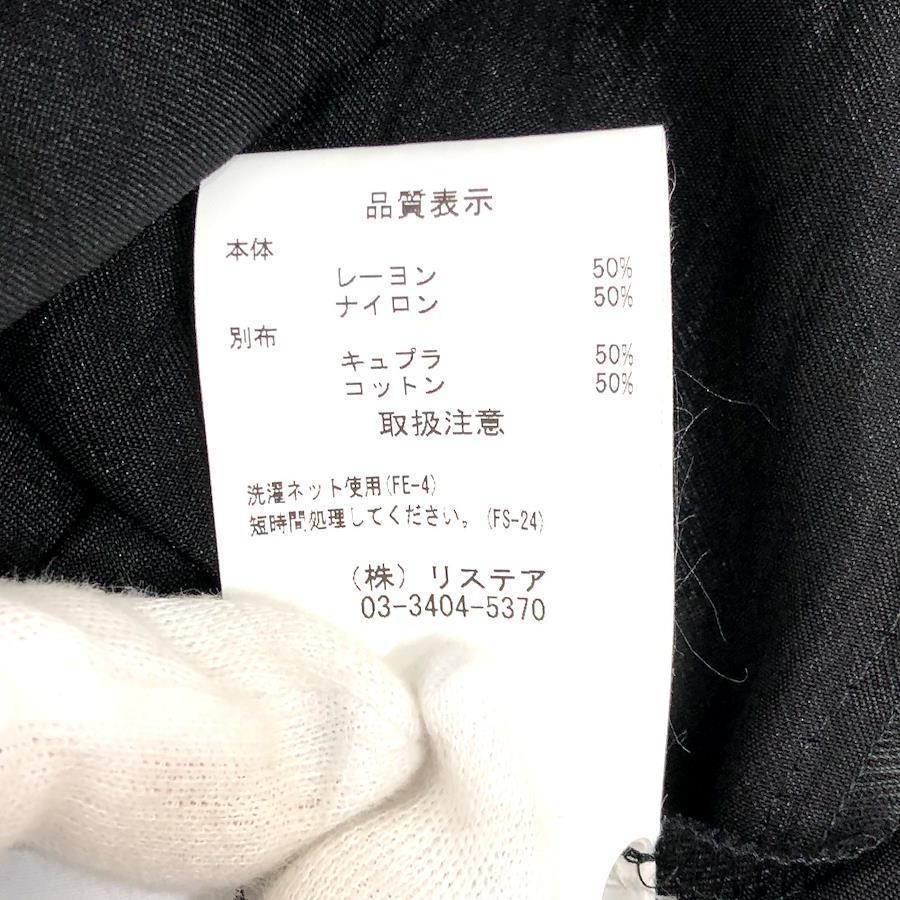 品質表示
本体
レーヨン 50%
ナイロン 50%
別布
キュプラ 50%
コットン 50%
取扱注意
洗濯ネット使用(FE-4)
短時間処理してください。(FS-24)
(株) リステア
03-3404-5370